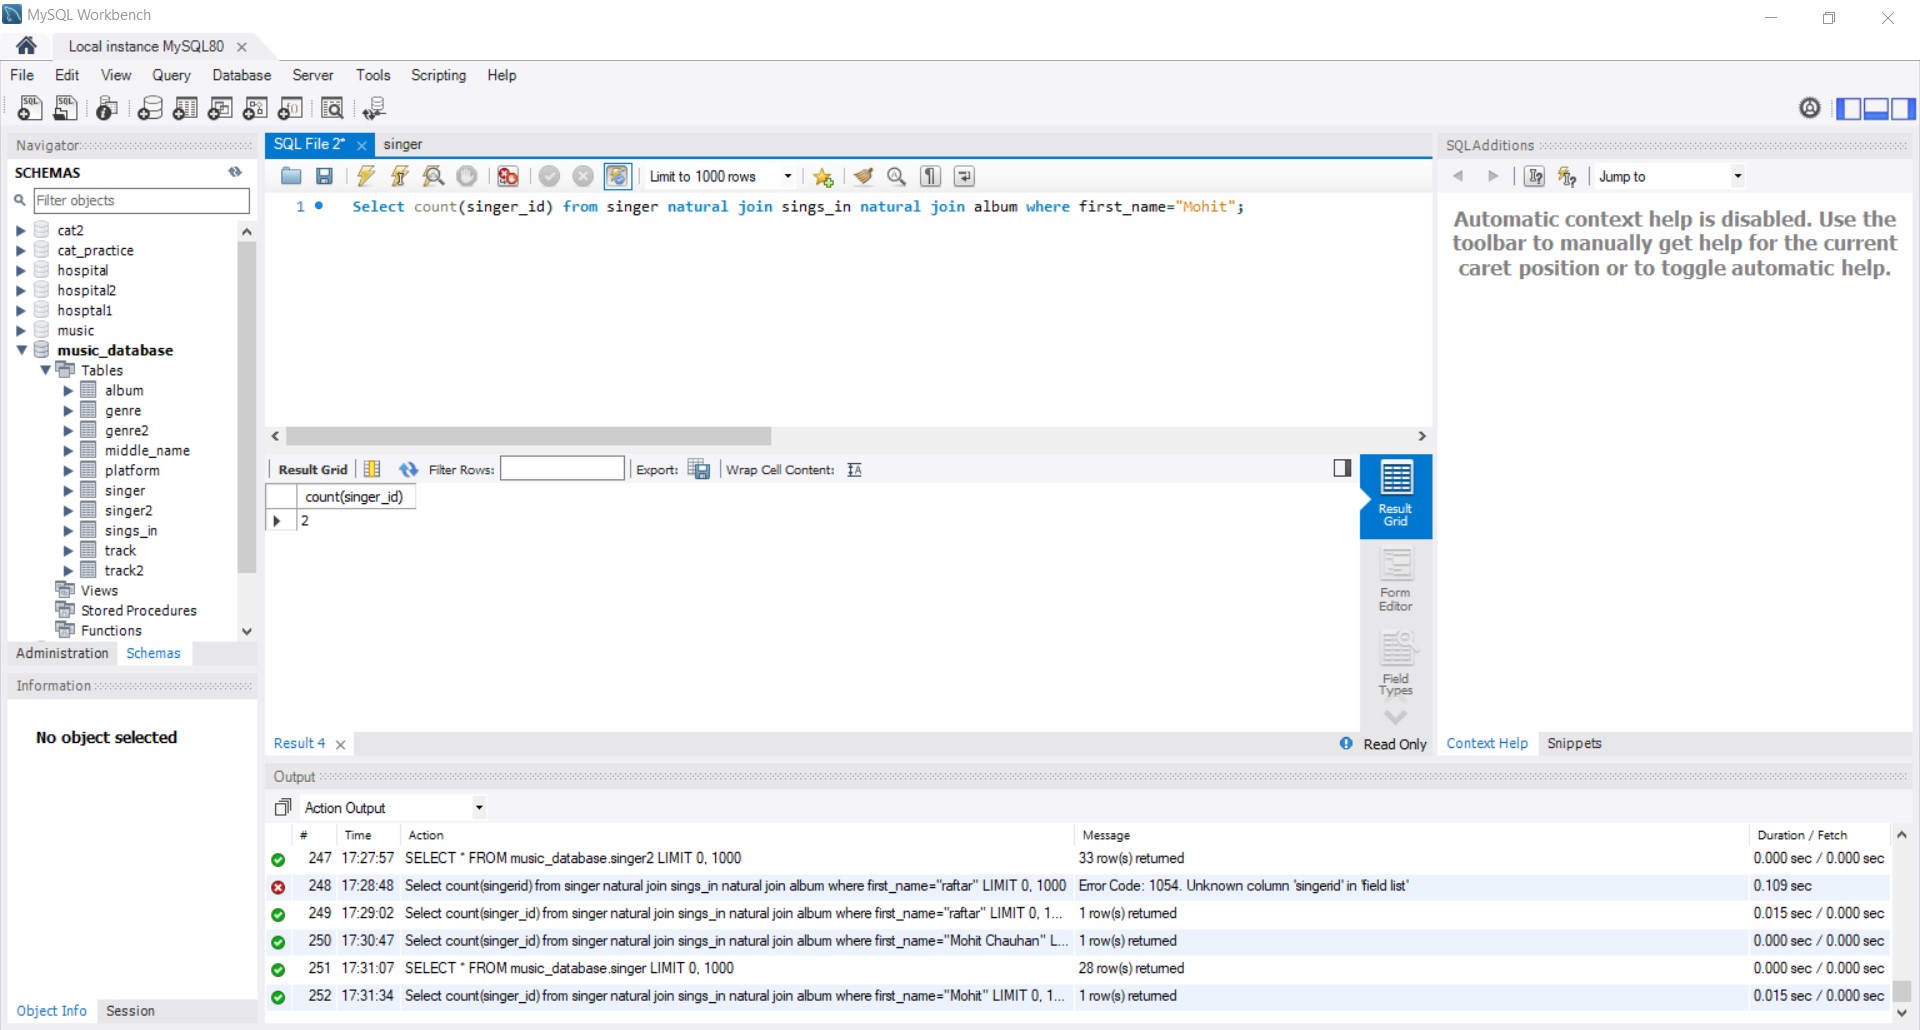 MySQL Workbench
Local instance MySQL80
File Edit View Query Database Server Tools Scripting Help
Navigator
SCHEMAS
Filter objects
cat2
cat_practice
hospital
hospital2
hosptal1
music
music_database
Tables
album
genre
genre2
middle_name
platform
singer
singer2
sings_in
track
track2
Views
Stored Procedures
Functions
Administration Schemas
Information
No object selected
Object Info Session
SQL File 2* singer
Limit to 1000 rows
1 Select count(singer_id) from singer natural join sings_in natural join album where first_name="Mohit";
Result Grid Filter Rows: Export: Wrap Cell Content:
count(singer_id)
2
Result
Grid
Form
Editor
Field
Types
Result 4 Read Only
SQLAdditions
Jump to
Automatic context help is disabled. Use the
toolbar to manually get help for the current
caret position or to toggle automatic help.
Context Help Snippets
Output
Action Output
# Time Action Message Duration / Fetch
247 17:27:57 SELECT * FROM music_database.singer2 LIMIT 0, 1000 33 row(s) returned 0.000 sec / 0.000 sec
248 17:28:48 Select count(singerid) from singer natural join sings_in natural join album where first_name="raftar" LIMIT 0, 1000 Error Code: 1054. Unknown column 'singerid' in 'field list' 0.109 sec
249 17:29:02 Select count(singer_id) from singer natural join sings_in natural join album where first_name="raftar" LIMIT 0, 1... 1 row(s) returned 0.015 sec / 0.000 sec
250 17:30:47 Select count(singer_id) from singer natural join sings_in natural join album where first_name="Mohit Chauhan" L... 1 row(s) returned 0.000 sec / 0.000 sec
251 17:31:07 SELECT * FROM music_database.singer LIMIT 0, 1000 28 row(s) returned 0.000 sec / 0.000 sec
252 17:31:34 Select count(singer_id) from singer natural join sings_in natural join album where first_name="Mohit" LIMIT 0, 1... 1 row(s) returned 0.015 sec / 0.000 sec